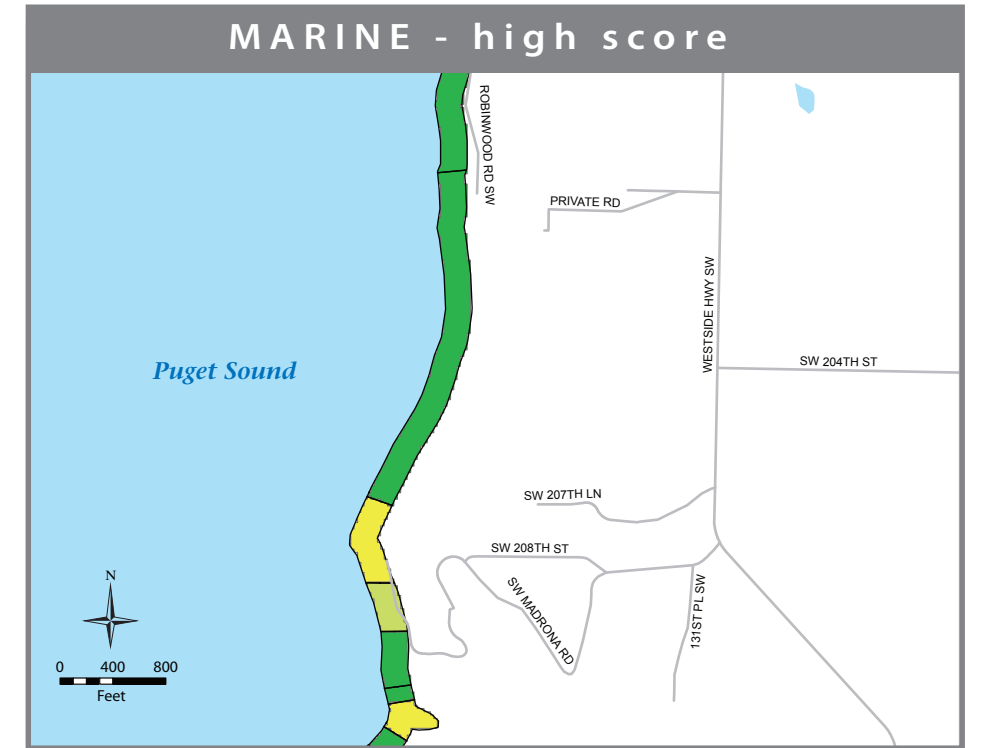 MARINE - high score
ROBINWOOD RD SW
PRIVATE RD
WESTSIDE HWY SW
SW 204TH ST
Puget Sound
SW 207TH LN
SW 208TH ST
SW MADRONA RD
131ST PL SW
N
0 400 800
Feet